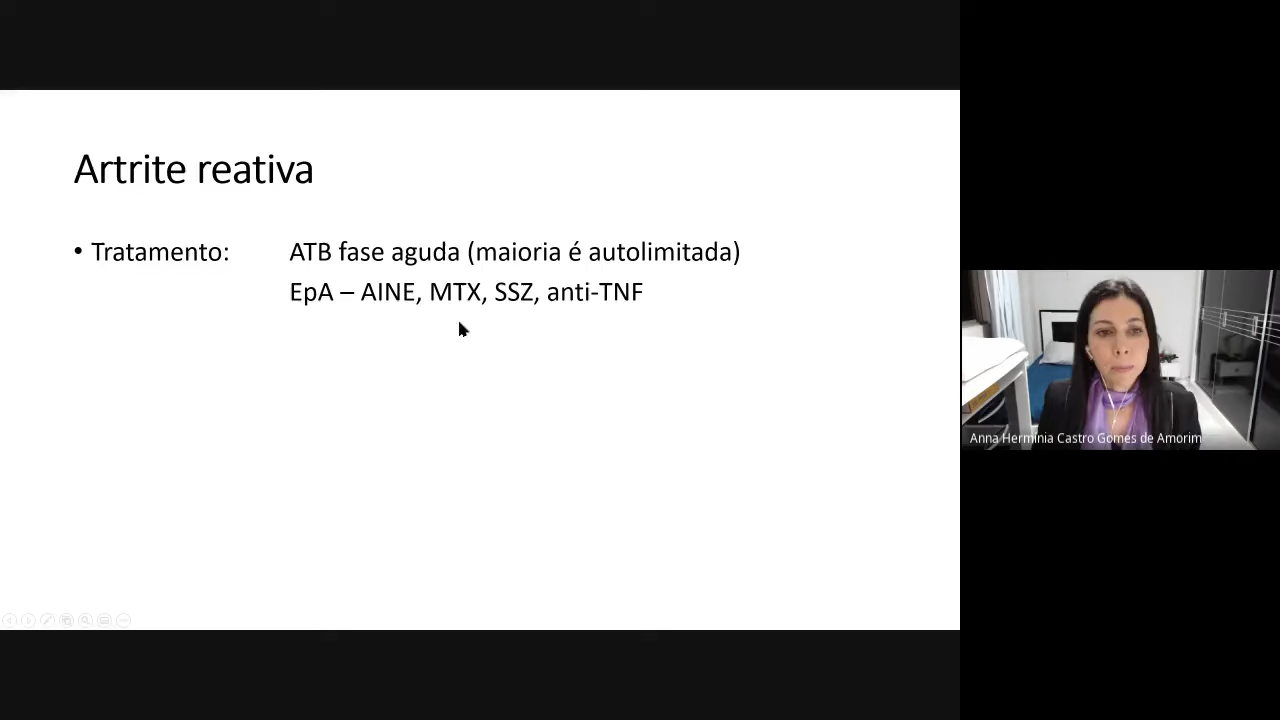 Artrite reativa
• Tratamento: ATB fase aguda (maioria é autolimitada)
EpA – AINE, MTX, SSZ, anti-TNF
Anna Hermínia Castro Gomes de Amorim